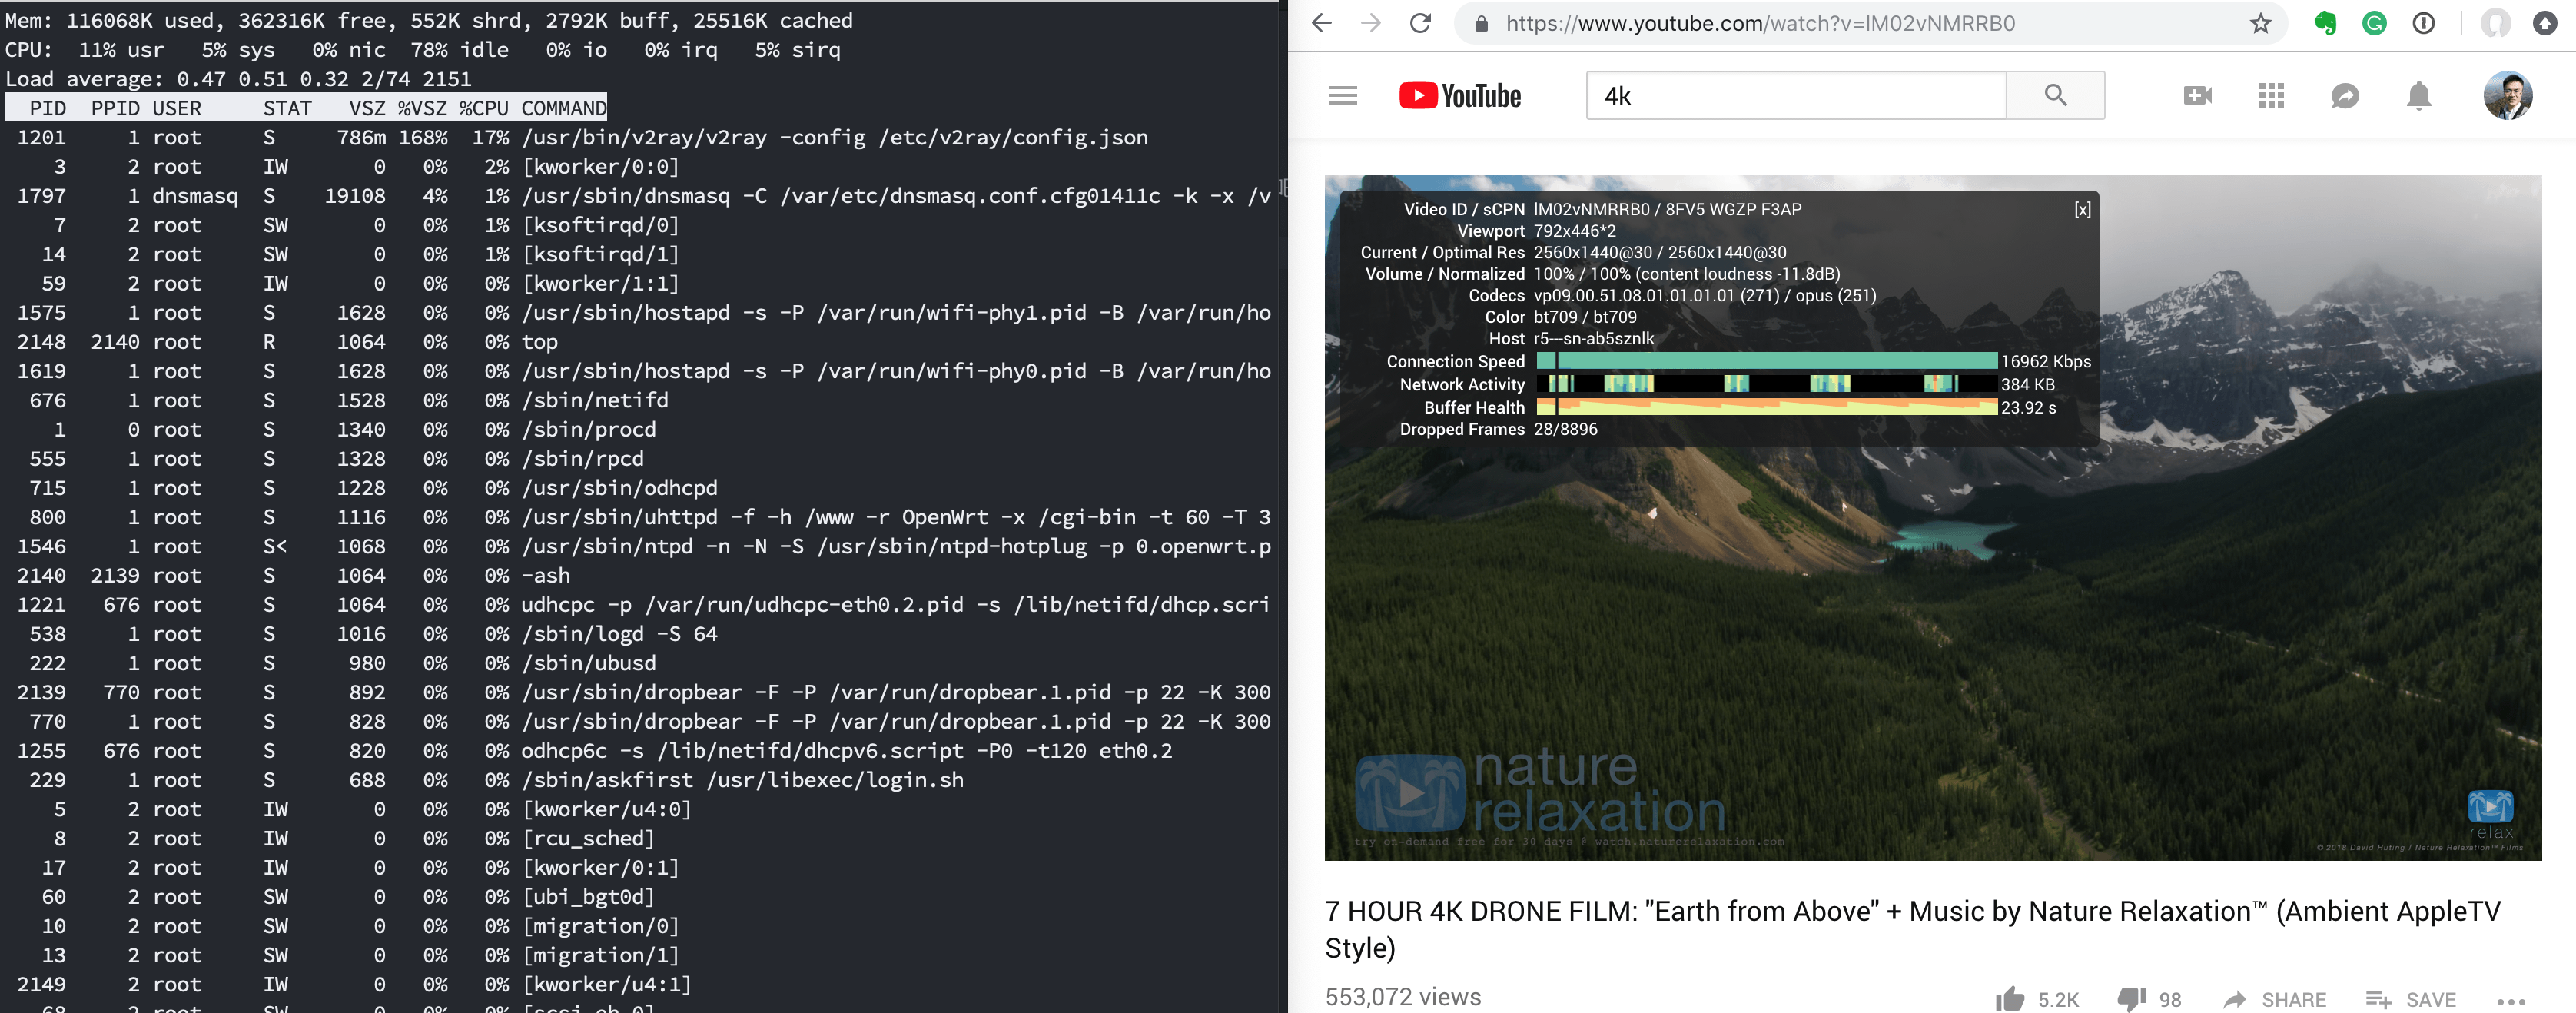 Mem: 116068K used, 362316K free, 552K shrd, 2792K buff, 25516K cached
CPU:  11% usr   5% sys   0% nic  78% idle   0% io   0% irq   5% sirq
Load average: 0.47 0.51 0.32 2/74 2151
PID  PPID USER     STAT   VSZ %VSZ %CPU COMMAND
1201     1 root     S     786m 168%  17% /usr/bin/v2ray/v2ray -config /etc/v2ray/config.json
3     2 root     IW       0   0%   2% [kworker/0:0]
1797     1 dnsmasq  S    19108   4%   1% /usr/sbin/dnsmasq -C /var/etc/dnsmasq.conf.cfg01411c -k -x /v
7     2 root     SW       0   0%   1% [ksoftirqd/0]
14     2 root     SW       0   0%   1% [ksoftirqd/1]
59     2 root     IW       0   0%   0% [kworker/1:1]
1575     1 root     S     1628   0%   0% /usr/sbin/hostapd -s -P /var/run/wifi-phy1.pid -B /var/run/ho
2148  2140 root     R     1064   0%   0% top
1619     1 root     S     1628   0%   0% /usr/sbin/hostapd -s -P /var/run/wifi-phy0.pid -B /var/run/ho
676     1 root     S     1528   0%   0% /sbin/netifd
1     0 root     S     1340   0%   0% /sbin/procd
555     1 root     S     1328   0%   0% /sbin/rpcd
715     1 root     S     1228   0%   0% /usr/sbin/odhcpd
800     1 root     S     1116   0%   0% /usr/sbin/uhttpd -f -h /www -r OpenWrt -x /cgi-bin -t 60 -T 3
1546     1 root     S<    1068   0%   0% /usr/sbin/ntpd -n -N -S /usr/sbin/ntpd-hotplug -p 0.openwrt.p
2140  2139 root     S     1064   0%   0% -ash
1221   676 root     S     1064   0%   0% udhcpc -p /var/run/udhcpc-eth0.2.pid -s /lib/netifd/dhcp.scri
538     1 root     S     1016   0%   0% /sbin/logd -S 64
222     1 root     S      980   0%   0% /sbin/ubusd
2139   770 root     S      892   0%   0% /usr/sbin/dropbear -F -P /var/run/dropbear.1.pid -p 22 -K 300
770     1 root     S      828   0%   0% /usr/sbin/dropbear -F -P /var/run/dropbear.1.pid -p 22 -K 300
1255   676 root     S      820   0%   0% odhcp6c -s /lib/netifd/dhcpv6.script -P0 -t120 eth0.2
229     1 root     S      688   0%   0% /sbin/askfirst /usr/libexec/login.sh
5     2 root     IW       0   0%   0% [kworker/u4:0]
8     2 root     IW       0   0%   0% [rcu_sched]
17     2 root     IW       0   0%   0% [kworker/0:1]
60     2 root     SW       0   0%   0% [ubi_bgt0d]
10     2 root     SW       0   0%   0% [migration/0]
13     2 root     SW       0   0%   0% [migration/1]
2149     2 root     IW       0   0%   0% [kworker/u4:1]
https://www.youtube.com/watch?v=lM02vNMRRB0
YouTube
4k
Video ID / sCPN lM02vNMRRB0 / 8FV5 WGZP F3AP [x]
Viewport 792x446*2
Current / Optimal Res 2560x1440@30 / 2560x1440@30
Volume / Normalized 100% / 100% (content loudness -11.8dB)
Codecs vp09.00.51.08.01.01.01.01 (271) / opus (251)
Color bt709 / bt709
Host r5---sn-ab5sznlk
Connection Speed 16962 Kbps
Network Activity 384 KB
Buffer Health 23.92 s
Dropped Frames 28/8896
nature
relaxation
try on-demand free for 30 days @ watch.naturerelaxation.com
relax
© 2018 David Huting / Nature Relaxation™ Films
7 HOUR 4K DRONE FILM: "Earth from Above" + Music by Nature Relaxation™ (Ambient AppleTV
Style)
553,072 views
5.2K 98 SHARE SAVE